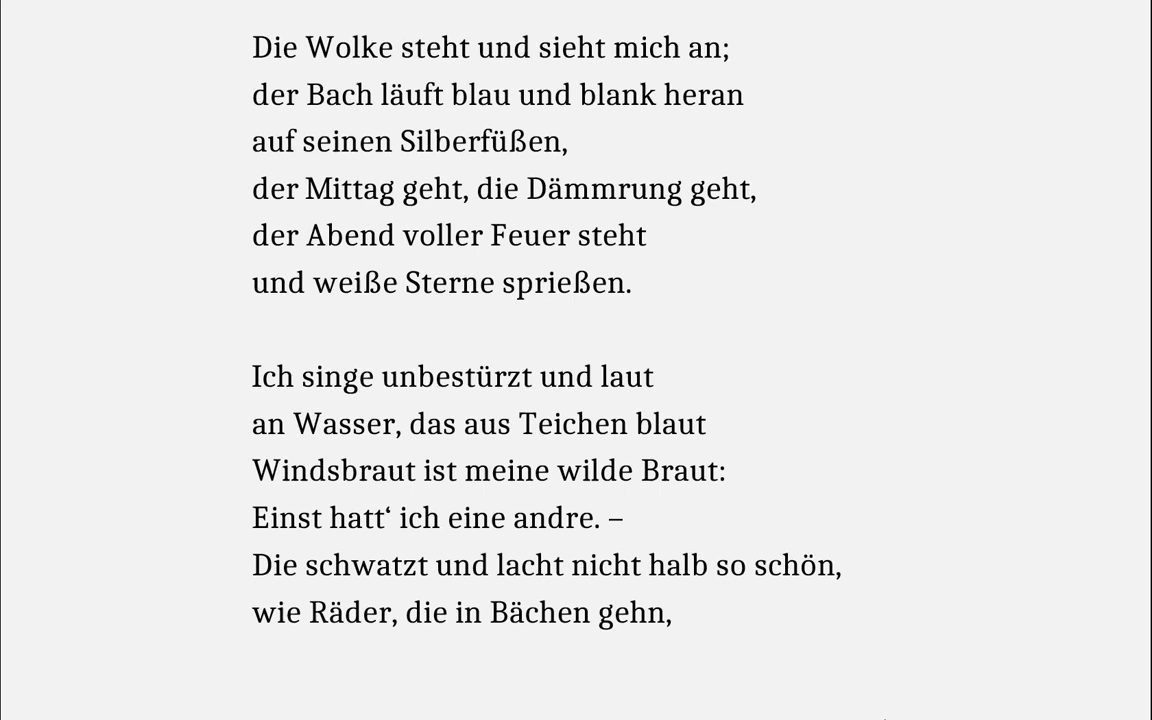 Die Wolke steht und sieht mich an;
der Bach läuft blau und blank heran
auf seinen Silberfüßen,
der Mittag geht, die Dämmrung geht,
der Abend voller Feuer steht
und weiße Sterne sprießen.
Ich singe unbestürzt und laut
an Wasser, das aus Teichen blaut
Windsbraut ist meine wilde Braut:
Einst hatt‘ ich eine andre. –
Die schwatzt und lacht nicht halb so schön,
wie Räder, die in Bächen gehn,